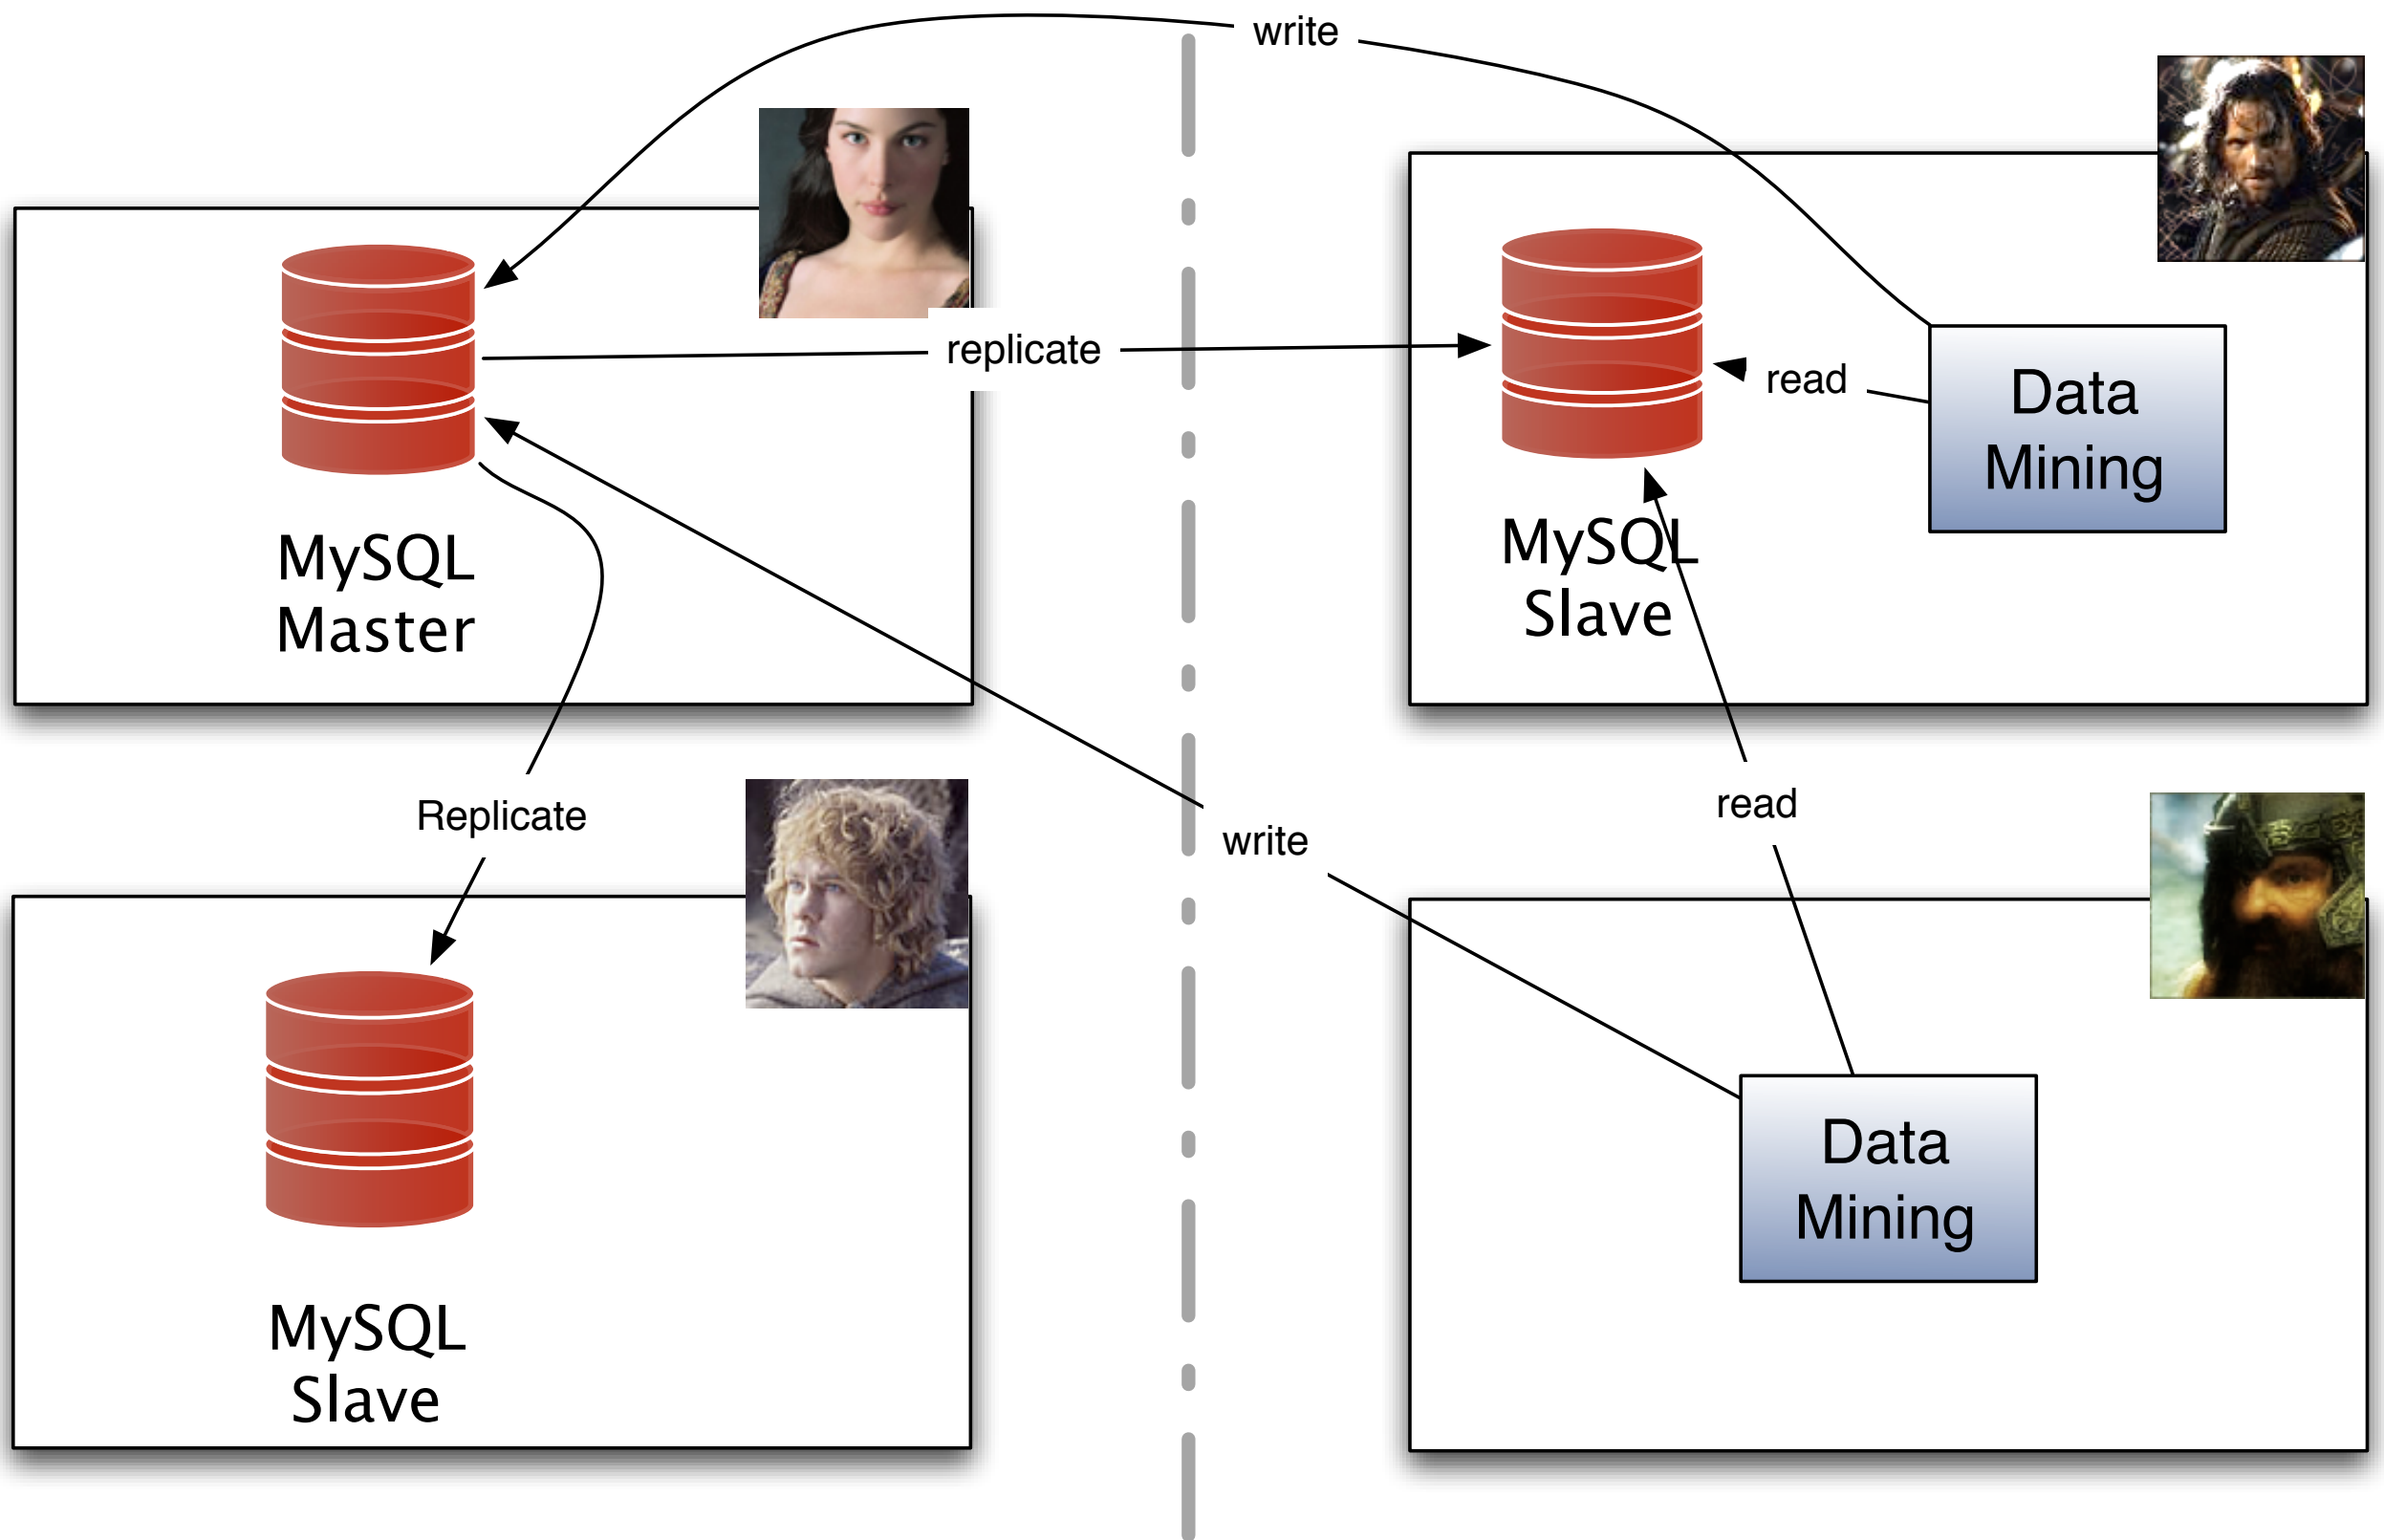 write
replicate
read
Data
Mining
MySQL
Master
MySQL
Slave
Replicate
write
read
Data
Mining
MySQL
Slave